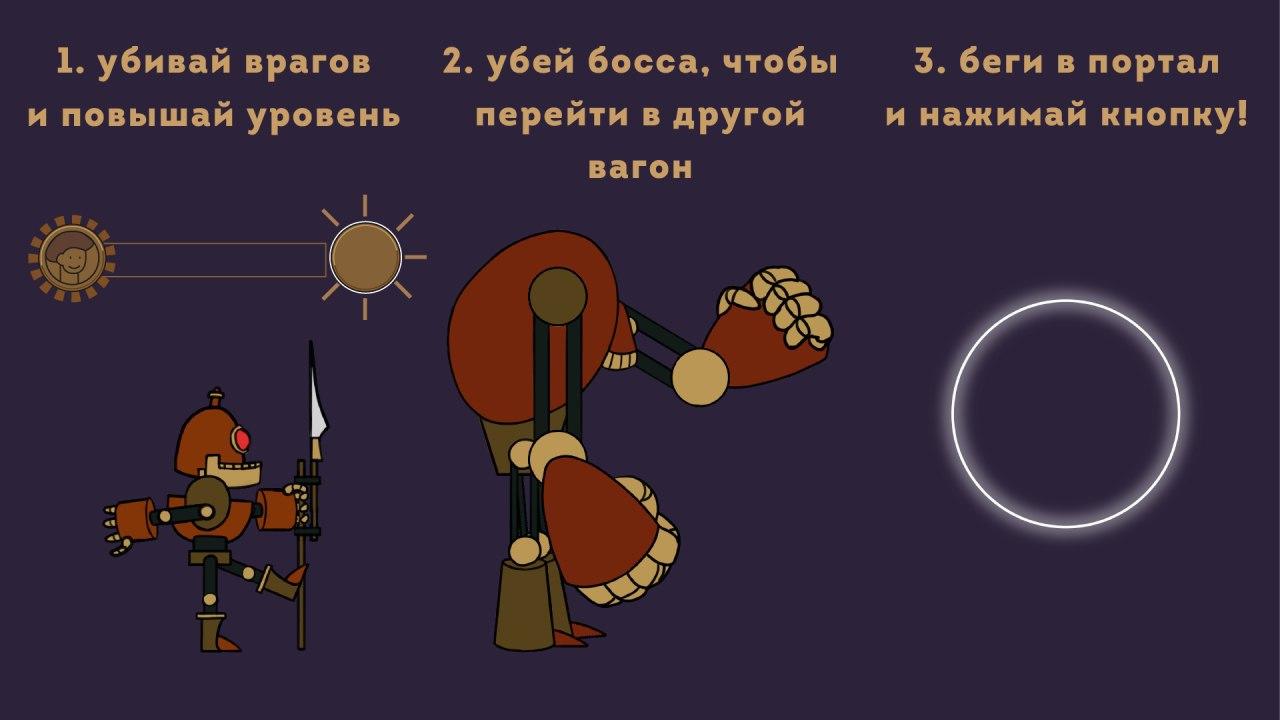 1. убивай врагов
и повышай уровень
2. убей босса, чтобы
перейти в другой
вагон
3. беги в портал
и нажимай кнопку!